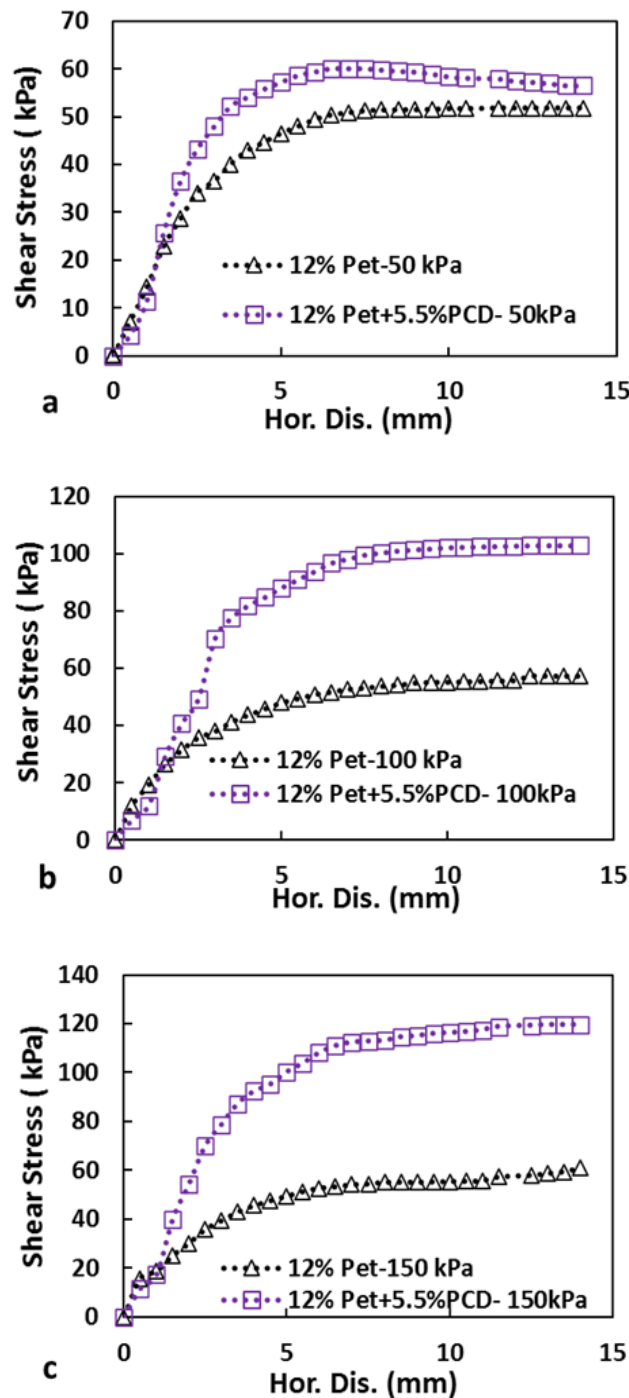 Shear Stress ( kPa)
60
50
40
30
20
10
0
12% Pet-50 kPa
12% Pet+5.5%PCD- 50kPa
0
5
10
15
a
Hor. Dis. (mm)
Shear Stress ( kPa)
120
100
80
60
40
20
0
12% Pet-100 kPa
12% Pet+5.5%PCD- 100kPa
0
5
10
15
b
Hor. Dis. (mm)
Shear Stress ( kPa)
140
120
100
80
60
40
20
0
12% Pet-150 kPa
12% Pet+5.5%PCD- 150kPa
0
5
10
15
c
Hor. Dis. (mm)